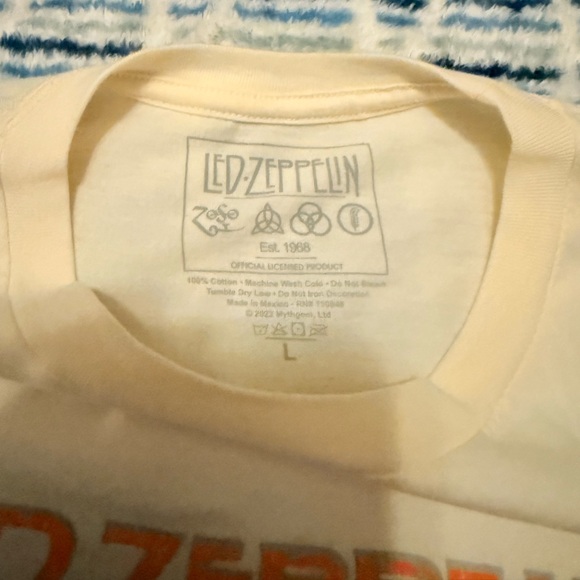 LED·ZEPPELIN
Est. 1968
OFFICIAL LICENSED PRODUCT
100% Cotton • Machine Wash Cold • Do Not Bleach
Tumble Dry Low • Do Not Iron Decoration
Made in Mexico
© 2022 Mythgem, Ltd
L
D·ZEPPELI